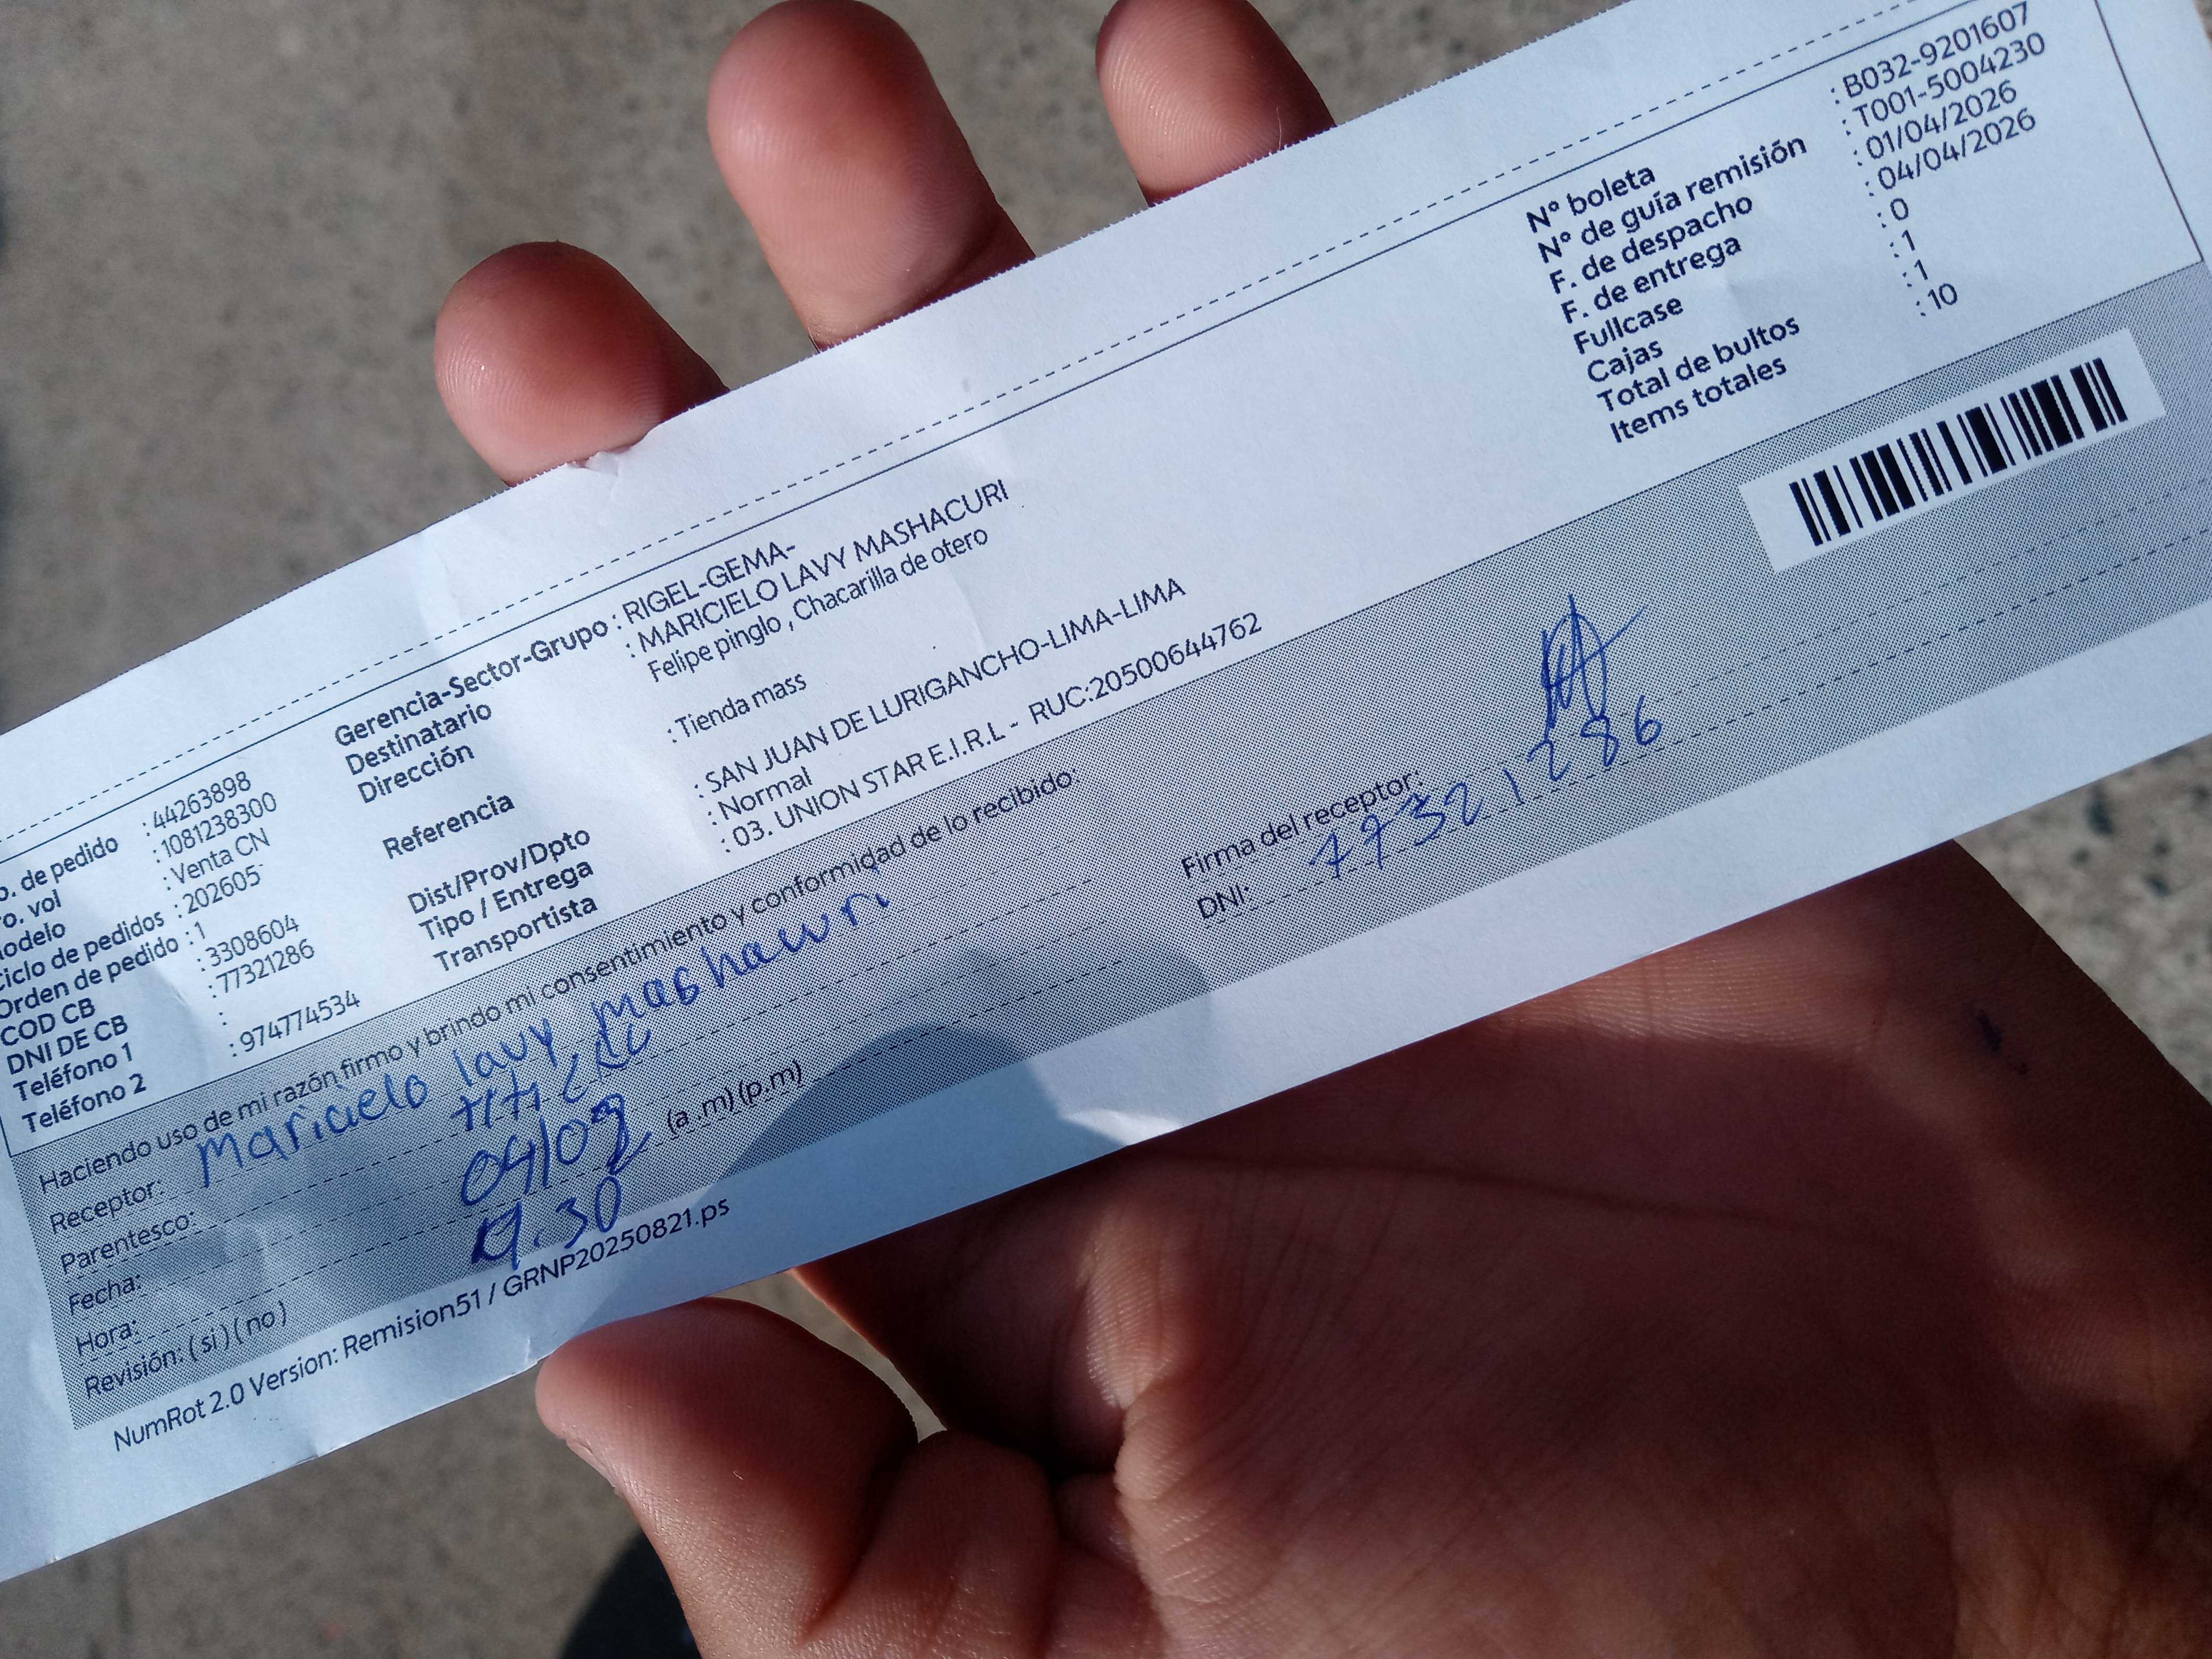 o. de pedido : 44263898
ro. vol : 1081238300
odelo : Venta CN
iclo de pedidos : 202605
Orden de pedido : 1
COD CB : 3308604
DNI DE CB : 77321286
Teléfono 1 :
Teléfono 2 : 974774534
Gerencia-Sector-Grupo : RIGEL-GEMA-
Destinatario : MARICIELO LAVY MASHACURI
Dirección Felipe pinglo , Chacarilla de otero
Referencia : Tienda mass
Dist/Prov/Dpto : SAN JUAN DE LURIGANCHO-LIMA-LIMA
Tipo / Entrega : Normal
Transportista : 03. UNION STAR E.I.R.L - RUC:20500644762
N° boleta : B032-9201607
N° de guía remisión : T001-5004230
F. de despacho : 01/04/2026
F. de entrega : 04/04/2026
Fullcase : 0
Cajas : 1
Total de bultos : 1
Items totales : 10
Haciendo uso de mi razón firmo y brindo mi consentimiento y conformidad de lo recibido:
Receptor: Maricielo lavy mashacuri
Parentesco:
Fecha: 04/02
Hora: 9.30 (a.m) (p.m)
Revisión: ( si ) ( no )
Firma del receptor:
DNI: 77321286
NumRot 2.0 Version: Remision51 / GRNP20250821.ps